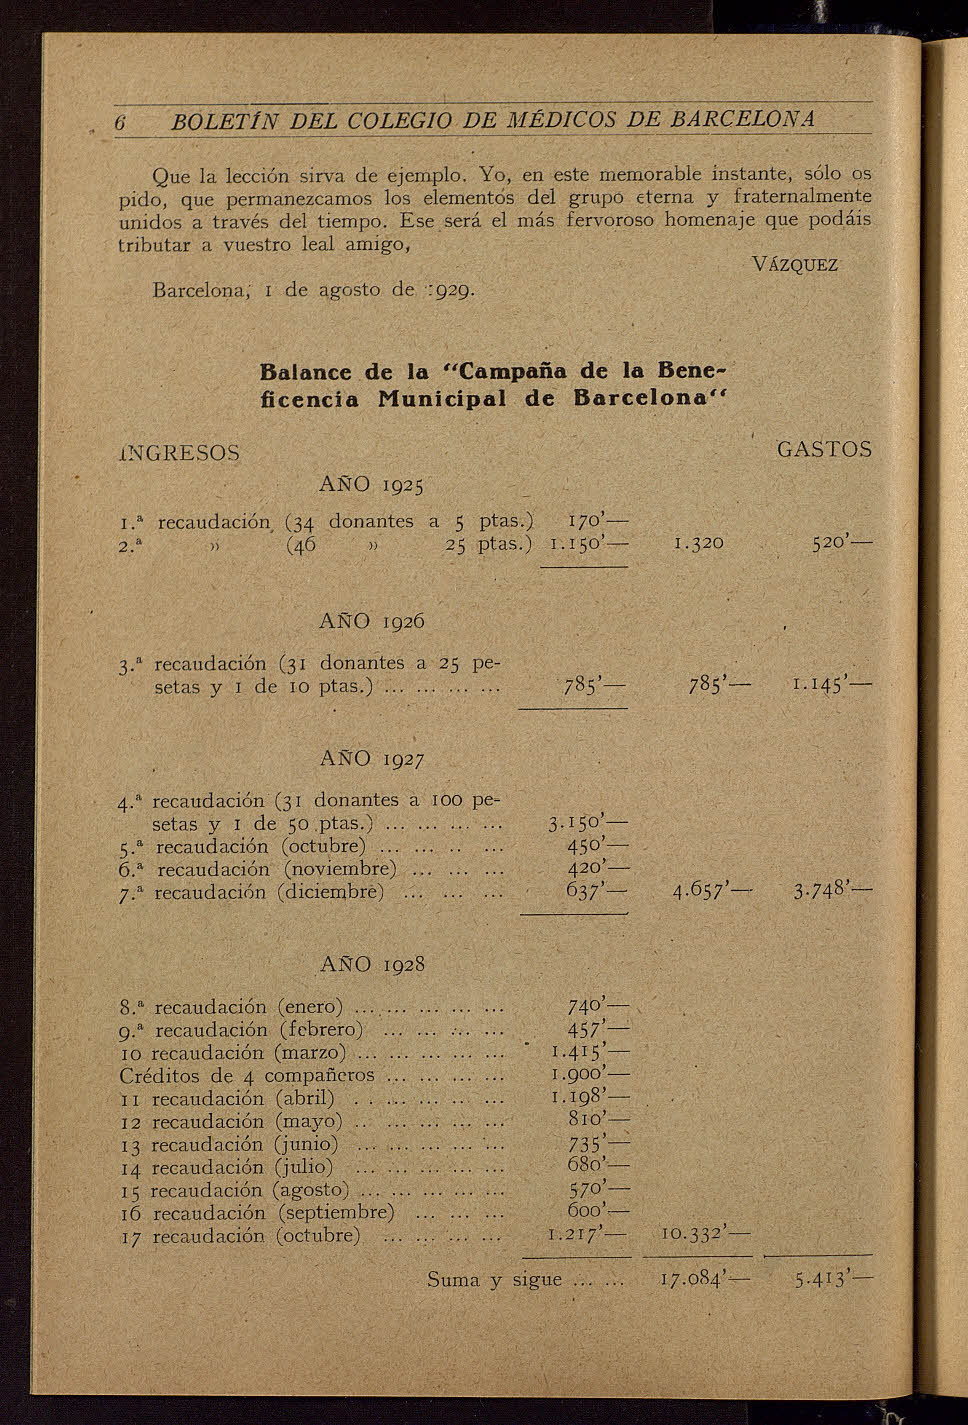 6 BOLETÍN DEL COLEGIO DE MÉDICOS DE BARCELONA
Que la lección sirva de ejemplo. Yo, en este memorable instante, sólo os
pido, que permanezcamos los elementos del grupo eterna y fraternalmente
unidos a través del tiempo. Ese será el más fervoroso homenaje que podáis
tributar a vuestro leal amigo,
VÁZQUEZ
Barcelona, 1 de agosto de 1929.
Balance de la “Campaña de la Bene-
ficencia Municipal de Barcelona“
INGRESOS GASTOS
AÑO 1925
1.ª recaudación (34 donantes a 5 ptas.) 170’—
2.ª » (46 » 25 ptas.) 1.150’— 1.320 520’—
AÑO 1926
3.ª recaudación (31 donantes a 25 pe-
setas y 1 de 10 ptas.) ... ... ... ... 785’— 785’— 1.145’—
AÑO 1927
4.ª recaudación (31 donantes a 100 pe-
setas y 1 de 50 ptas.) ... ... ... ... 3.150’—
5.ª recaudación (octubre) ... ... .. ... 450’—
6.ª recaudación (noviembre) ... ... ... 420’—
7.ª recaudación (diciembre) ... ... ... 637’— 4.657’— 3.748’—
AÑO 1928
8.ª recaudación (enero) ... ... ... ... ... 740’—
9.ª recaudación (febrero) ... ... ... ... 457’—
10 recaudación (marzo) ... ... ... ... ... 1.415’—
Créditos de 4 compañeros ... ... ... ... 1.900’—
11 recaudación (abril) . . ... ... .. ... 1.198’—
12 recaudación (mayo) .. ... ... ... ... 810’—
13 recaudación (junio) ... ... ... ... ... 735’—
14 recaudación (julio) ... ... ... ... ... 680’—
15 recaudación (agosto) ... ... ... ... ... 570’—
16 recaudación (septiembre) ... ... ... 600’—
17 recaudación (octubre) ... ... ... ... 1.217’— 10.332’—
Suma y sigue ... ... 17.084’— 5.413’—